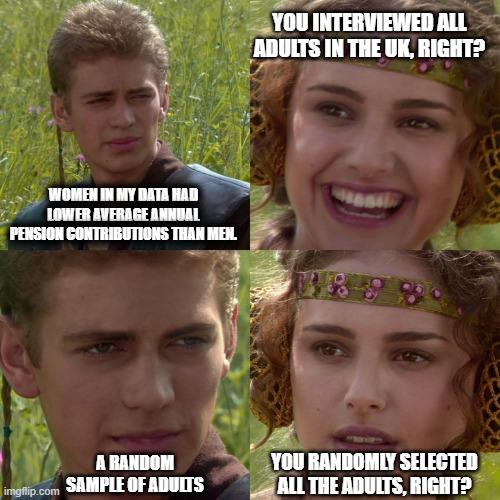 WOMEN IN MY DATA HAD
LOWER AVERAGE ANNUAL
PENSION CONTRIBUTIONS THAN MEN.
YOU INTERVIEWED ALL
ADULTS IN THE UK, RIGHT?
A RANDOM
SAMPLE OF ADULTS
YOU RANDOMLY SELECTED
ALL THE ADULTS, RIGHT?
imgflip.com